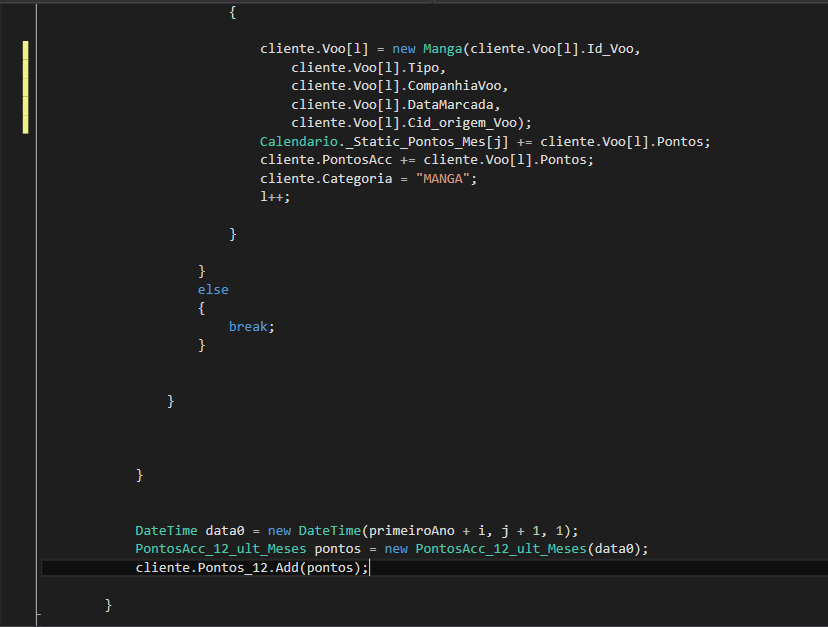 {
cliente.Voo[l] = new Manga(cliente.Voo[l].Id_Voo,
cliente.Voo[l].Tipo,
cliente.Voo[l].CompanhiaVoo,
cliente.Voo[l].DataMarcada,
cliente.Voo[l].Cid_origem_Voo);
Calendario._Static_Pontos_Mes[j] += cliente.Voo[l].Pontos;
cliente.PontosAcc += cliente.Voo[l].Pontos;
cliente.Categoria = "MANGA";
l++;
}
}
else
{
break;
}
}
}
DateTime data0 = new DateTime(primeiroAno + i, j + 1, 1);
PontosAcc_12_ult_Meses pontos = new PontosAcc_12_ult_Meses(data0);
cliente.Pontos_12.Add(pontos);
}